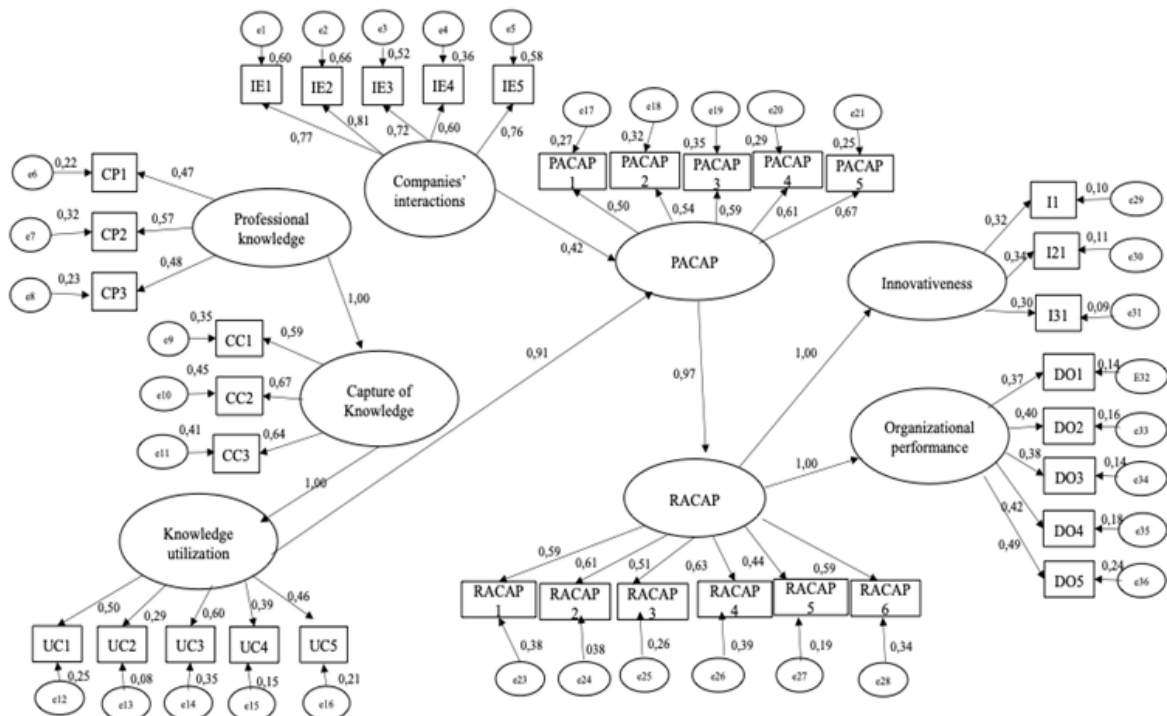 e1 e2 e3 e4 e5
0,60 0,66 0,52 0,36 0,58
IE1 IE2 IE3 IE4 IE5
0,77 0,81 0,72 0,60 0,76
Companies'
interactions
e17 e18 e19 e20 e21
0,27 0,32 0,35 0,29 0,25
PACAP PACAP PACAP PACAP PACAP
1 2 3 4 5
0,50 0,54 0,59 0,61 0,67
PACAP
0,42
e6 0,22 CP1 0,47
e7 0,32 CP2 0,57
e8 0,23 CP3 0,48
Professional
knowledge
1,00
e9 0,35 CC1 0,59
e10 0,45 CC2 0,67
e11 0,41 CC3 0,64
Capture of
Knowledge
1,00
0,91
0,97
Knowledge
utilization
0,50 0,29 0,60 0,39 0,46
UC1 UC2 UC3 UC4 UC5
0,25 0,08 0,35 0,15 0,21
e12 e13 e14 e15 e16
Innovativeness
0,32 I1 0,10 e29
0,34 I21 0,11 e30
0,30 I31 0,09 e31
1,00
Organizational
performance
1,00
0,37 DO1 0,14 E32
0,40 DO2 0,16 e33
0,38 DO3 0,14 e34
0,42 DO4 0,18 e35
0,49 DO5 0,24 e36
RACAP
0,59 0,61 0,51 0,63 0,44 0,59
RACAP RACAP RACAP RACAP RACAP RACAP
1 2 3 4 5 6
0,38 038 0,26 0,39 0,19 0,34
e23 e24 e25 e26 e27 e28